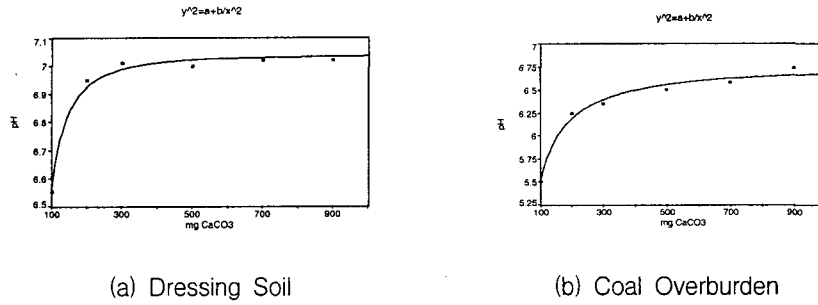 y^2=a+b/x^2
7.1
7
6.9
6.8
6.7
6.6
6.5
pH
100 300 500 700 900
mg CaCO3
(a) Dressing Soil
y^2=a+b/x^2
7
6.75
6.5
6.25
6
5.75
5.5
5.25
pH
100 300 500 700 900
mg CaCO3
(b) Coal Overburden